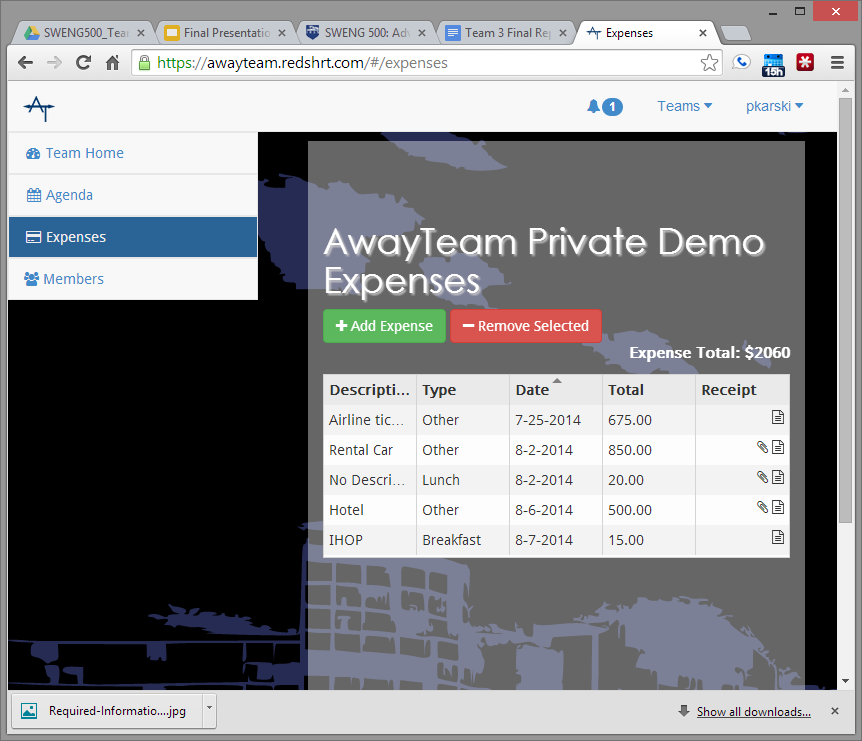 SWENG500_Tea
Final Presentatio
SWENG 500: Adv
Team 3 Final Rep
Expenses
https://awayteam.redshrt.com/#/expenses
15h
1
Teams
pkarski
Team Home
Agenda
Expenses
Members
AwayTeam Private Demo
Expenses
Add Expense
Remove Selected
Expense Total: $2060
Descripti... Type Date Total Receipt
Airline tic... Other 7-25-2014 675.00
Rental Car Other 8-2-2014 850.00
No Descri... Lunch 8-2-2014 20.00
Hotel Other 8-6-2014 500.00
IHOP Breakfast 8-7-2014 15.00
Required-Informatio....jpg
Show all downloads...